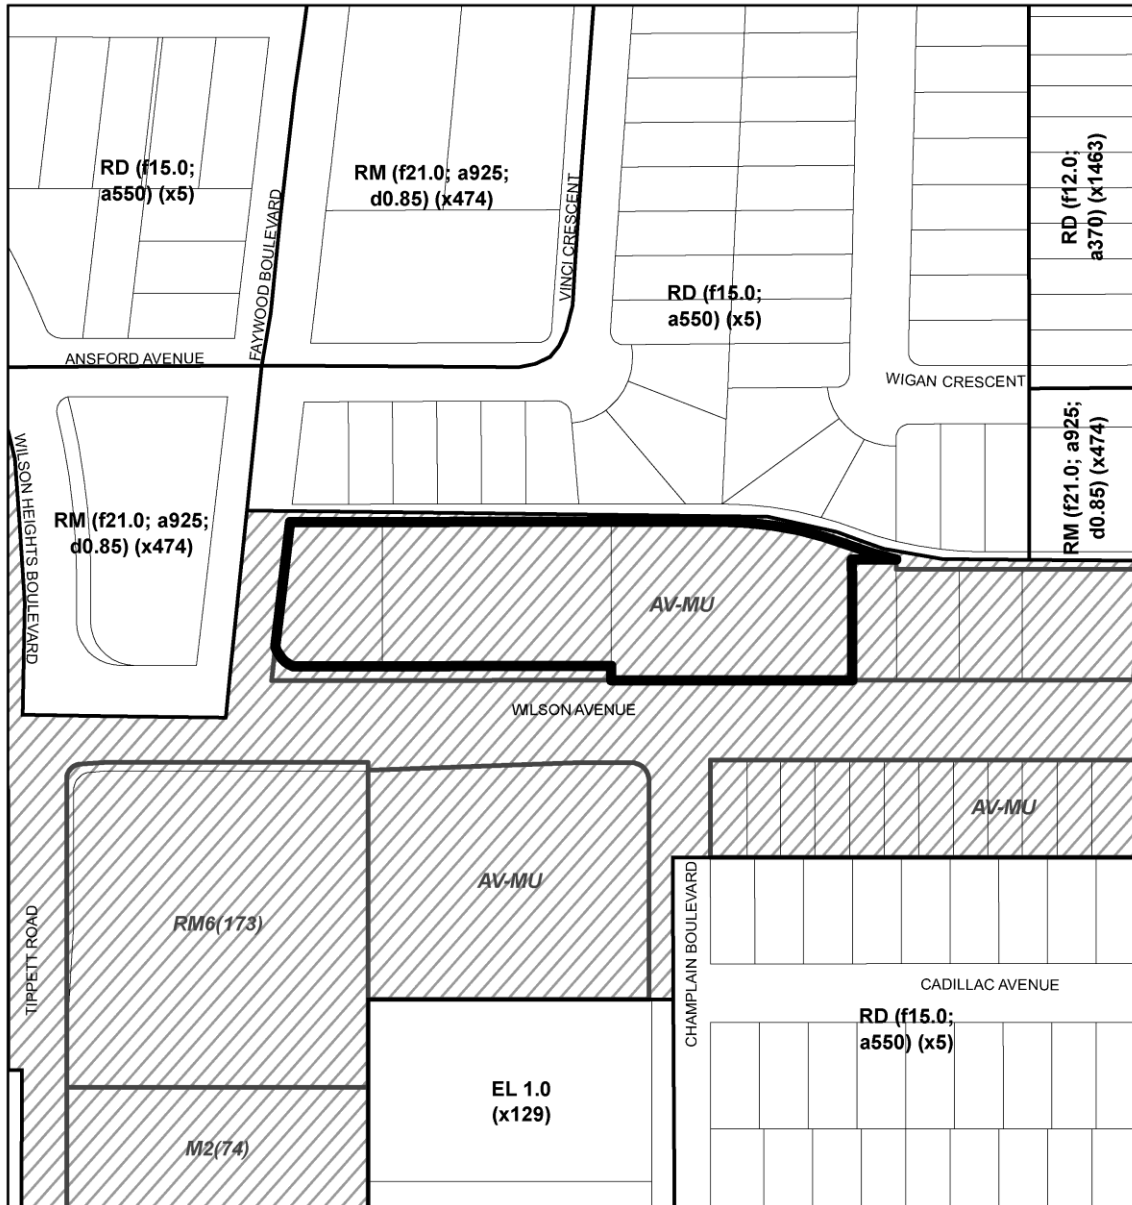 RD (f15.0;
a550) (x5)
RM (f21.0; a925;
d0.85) (x474)
RD (f12.0;
a370) (x1463)
FAYWOOD BOULEVARD
VINCI CRESCENT
RD (f15.0;
a550) (x5)
ANSFORD AVENUE
WIGAN CRESCENT
WILSON HEIGHTS BOULEVARD
RM (f21.0; a925;
d0.85) (x474)
RM (f21.0; a925;
d0.85) (x474)
AV-MU
WILSON AVENUE
AV-MU
AV-MU
RM6(173)
TIPPETT ROAD
CHAMPLAIN BOULEVARD
CADILLAC AVENUE
RD (f15.0;
a550) (x5)
EL 1.0
(x129)
M2(74)